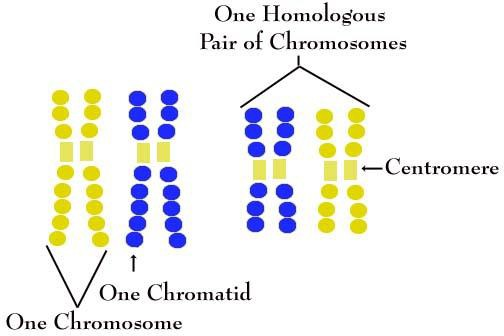 One Homologous
Pair of Chromosomes
Centromere
One Chromatid
One Chromosome